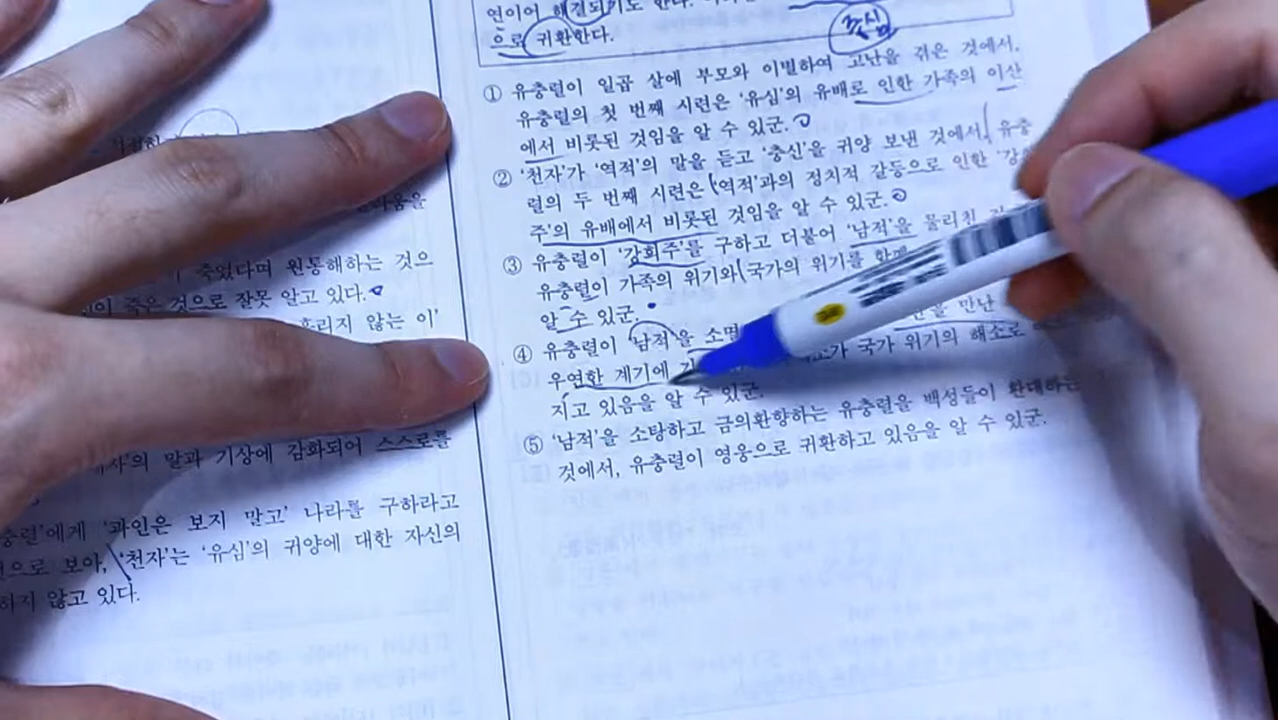 연이어 해결되기도 한다.
으로 귀환한다.
중심
① 유충렬이 일곱 살에 부모와 이별하여 고난을 겪은 것에서,
유충렬의 첫 번째 시련은 '유심'의 유배로 인한 가족의 이산
에서 비롯된 것임을 알 수 있군.
② '천자'가 '역적'의 말을 듣고 '충신'을 귀양 보낸 것에서, 유충
렬의 두 번째 시련은 '역적'과의 정치적 갈등으로 인한 '강
주'의 유배에서 비롯된 것임을 알 수 있군.
③ 유충렬이 '강희주'를 구하고 더불어 '남적'을 물리친
유충렬이 가족의 위기와 국가의 위기를 함께
알 수 있군.
④ 유충렬이 '남적'을 소멸 만난
우연한 계기에 국가 위기의 해소로
지고 있음을 알 수 있군.
⑤ '남적'을 소탕하고 금의환향하는 유충렬을 백성들이 환대하는
것에서, 유충렬이 영웅으로 귀환하고 있음을 알 수 있군.
죽었다며 원통해하는 것으
죽은 것으로 잘못 알고 있다.
흐리지 않는 이'
말과 기상에 감화되어 스스로를
'과인은 보지 말고' 나라를 구하라고
보아, '천자'는 '유심'의 귀양에 대한 자신의
하지 않고 있다.